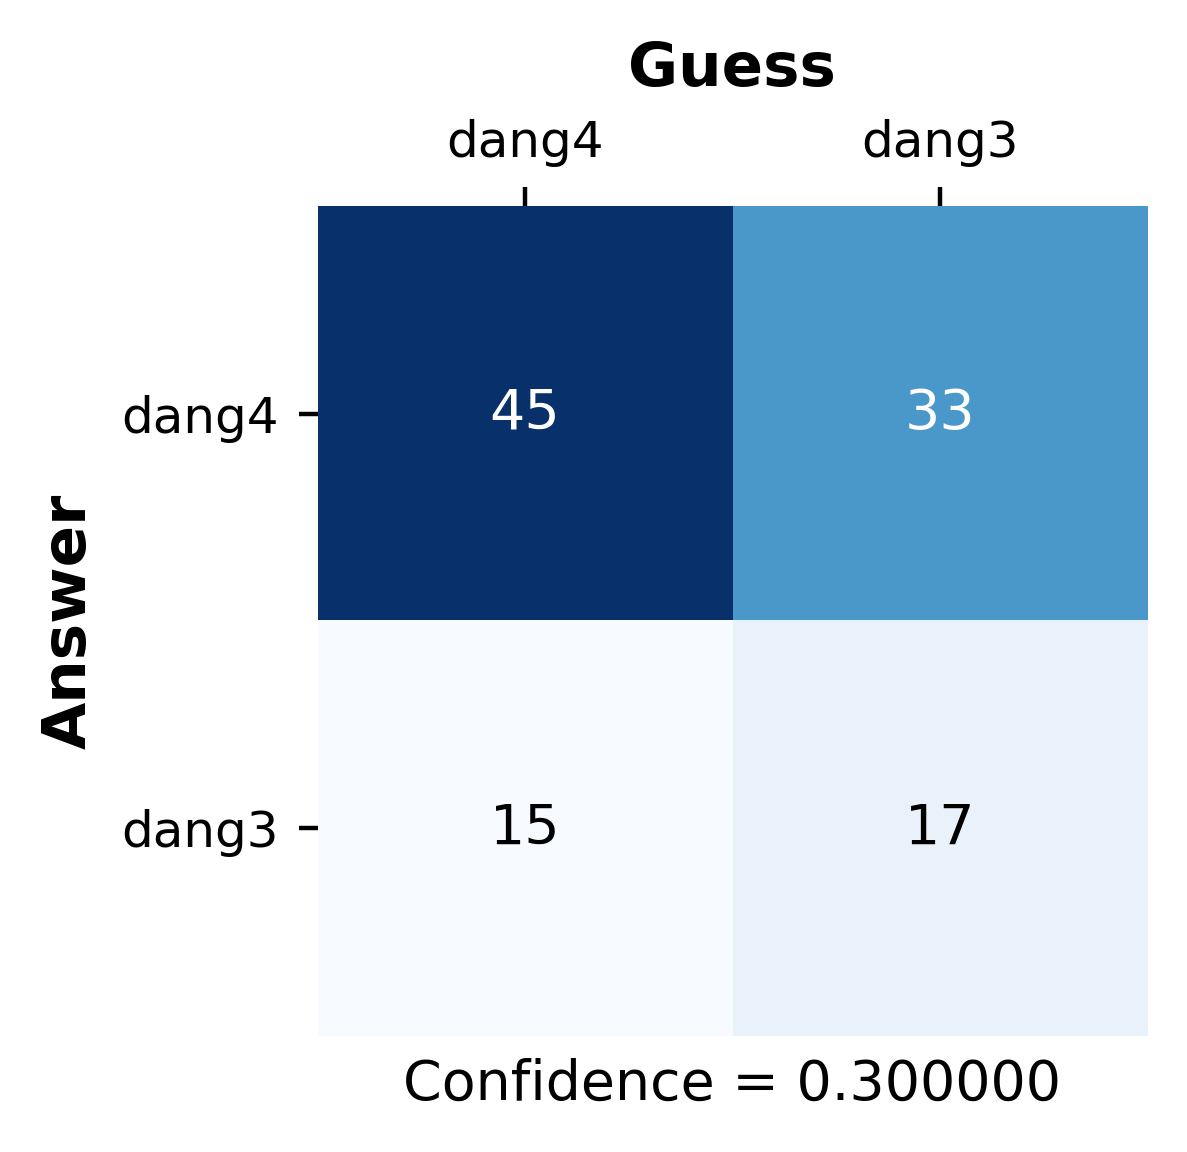 Guess
dang4 dang3
dang4 45 33
Answer
dang3 15 17
Confidence = 0.300000